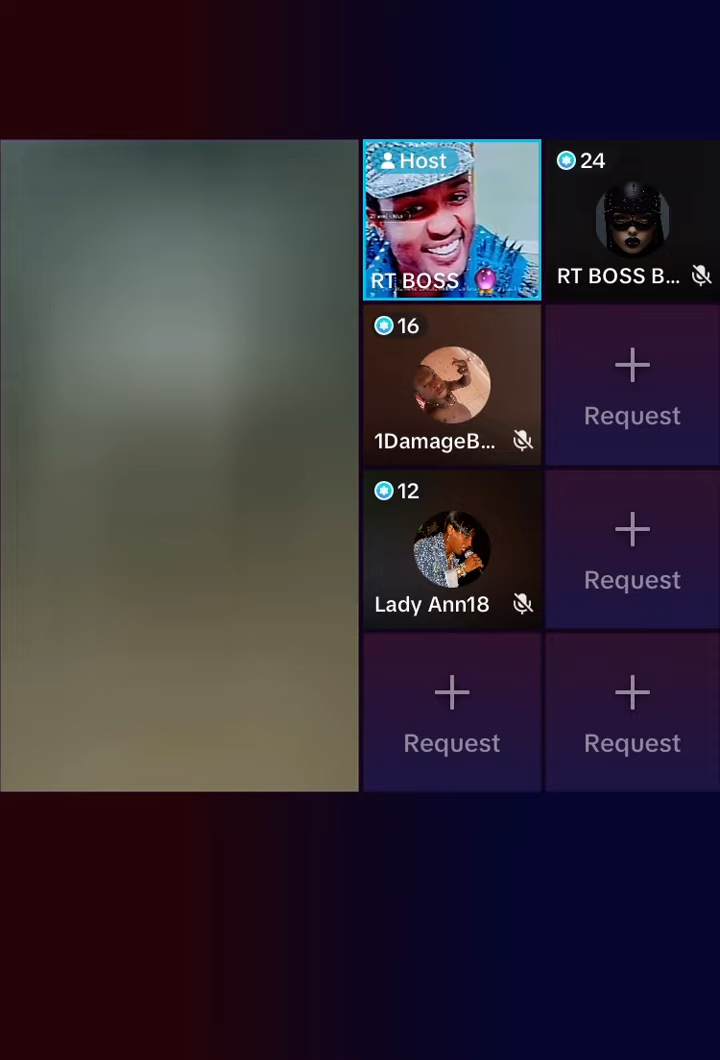 Host
RT BOSS
24
RT BOSS B...
16
1DamageB...
Request
12
Lady Ann18
Request
Request
Request